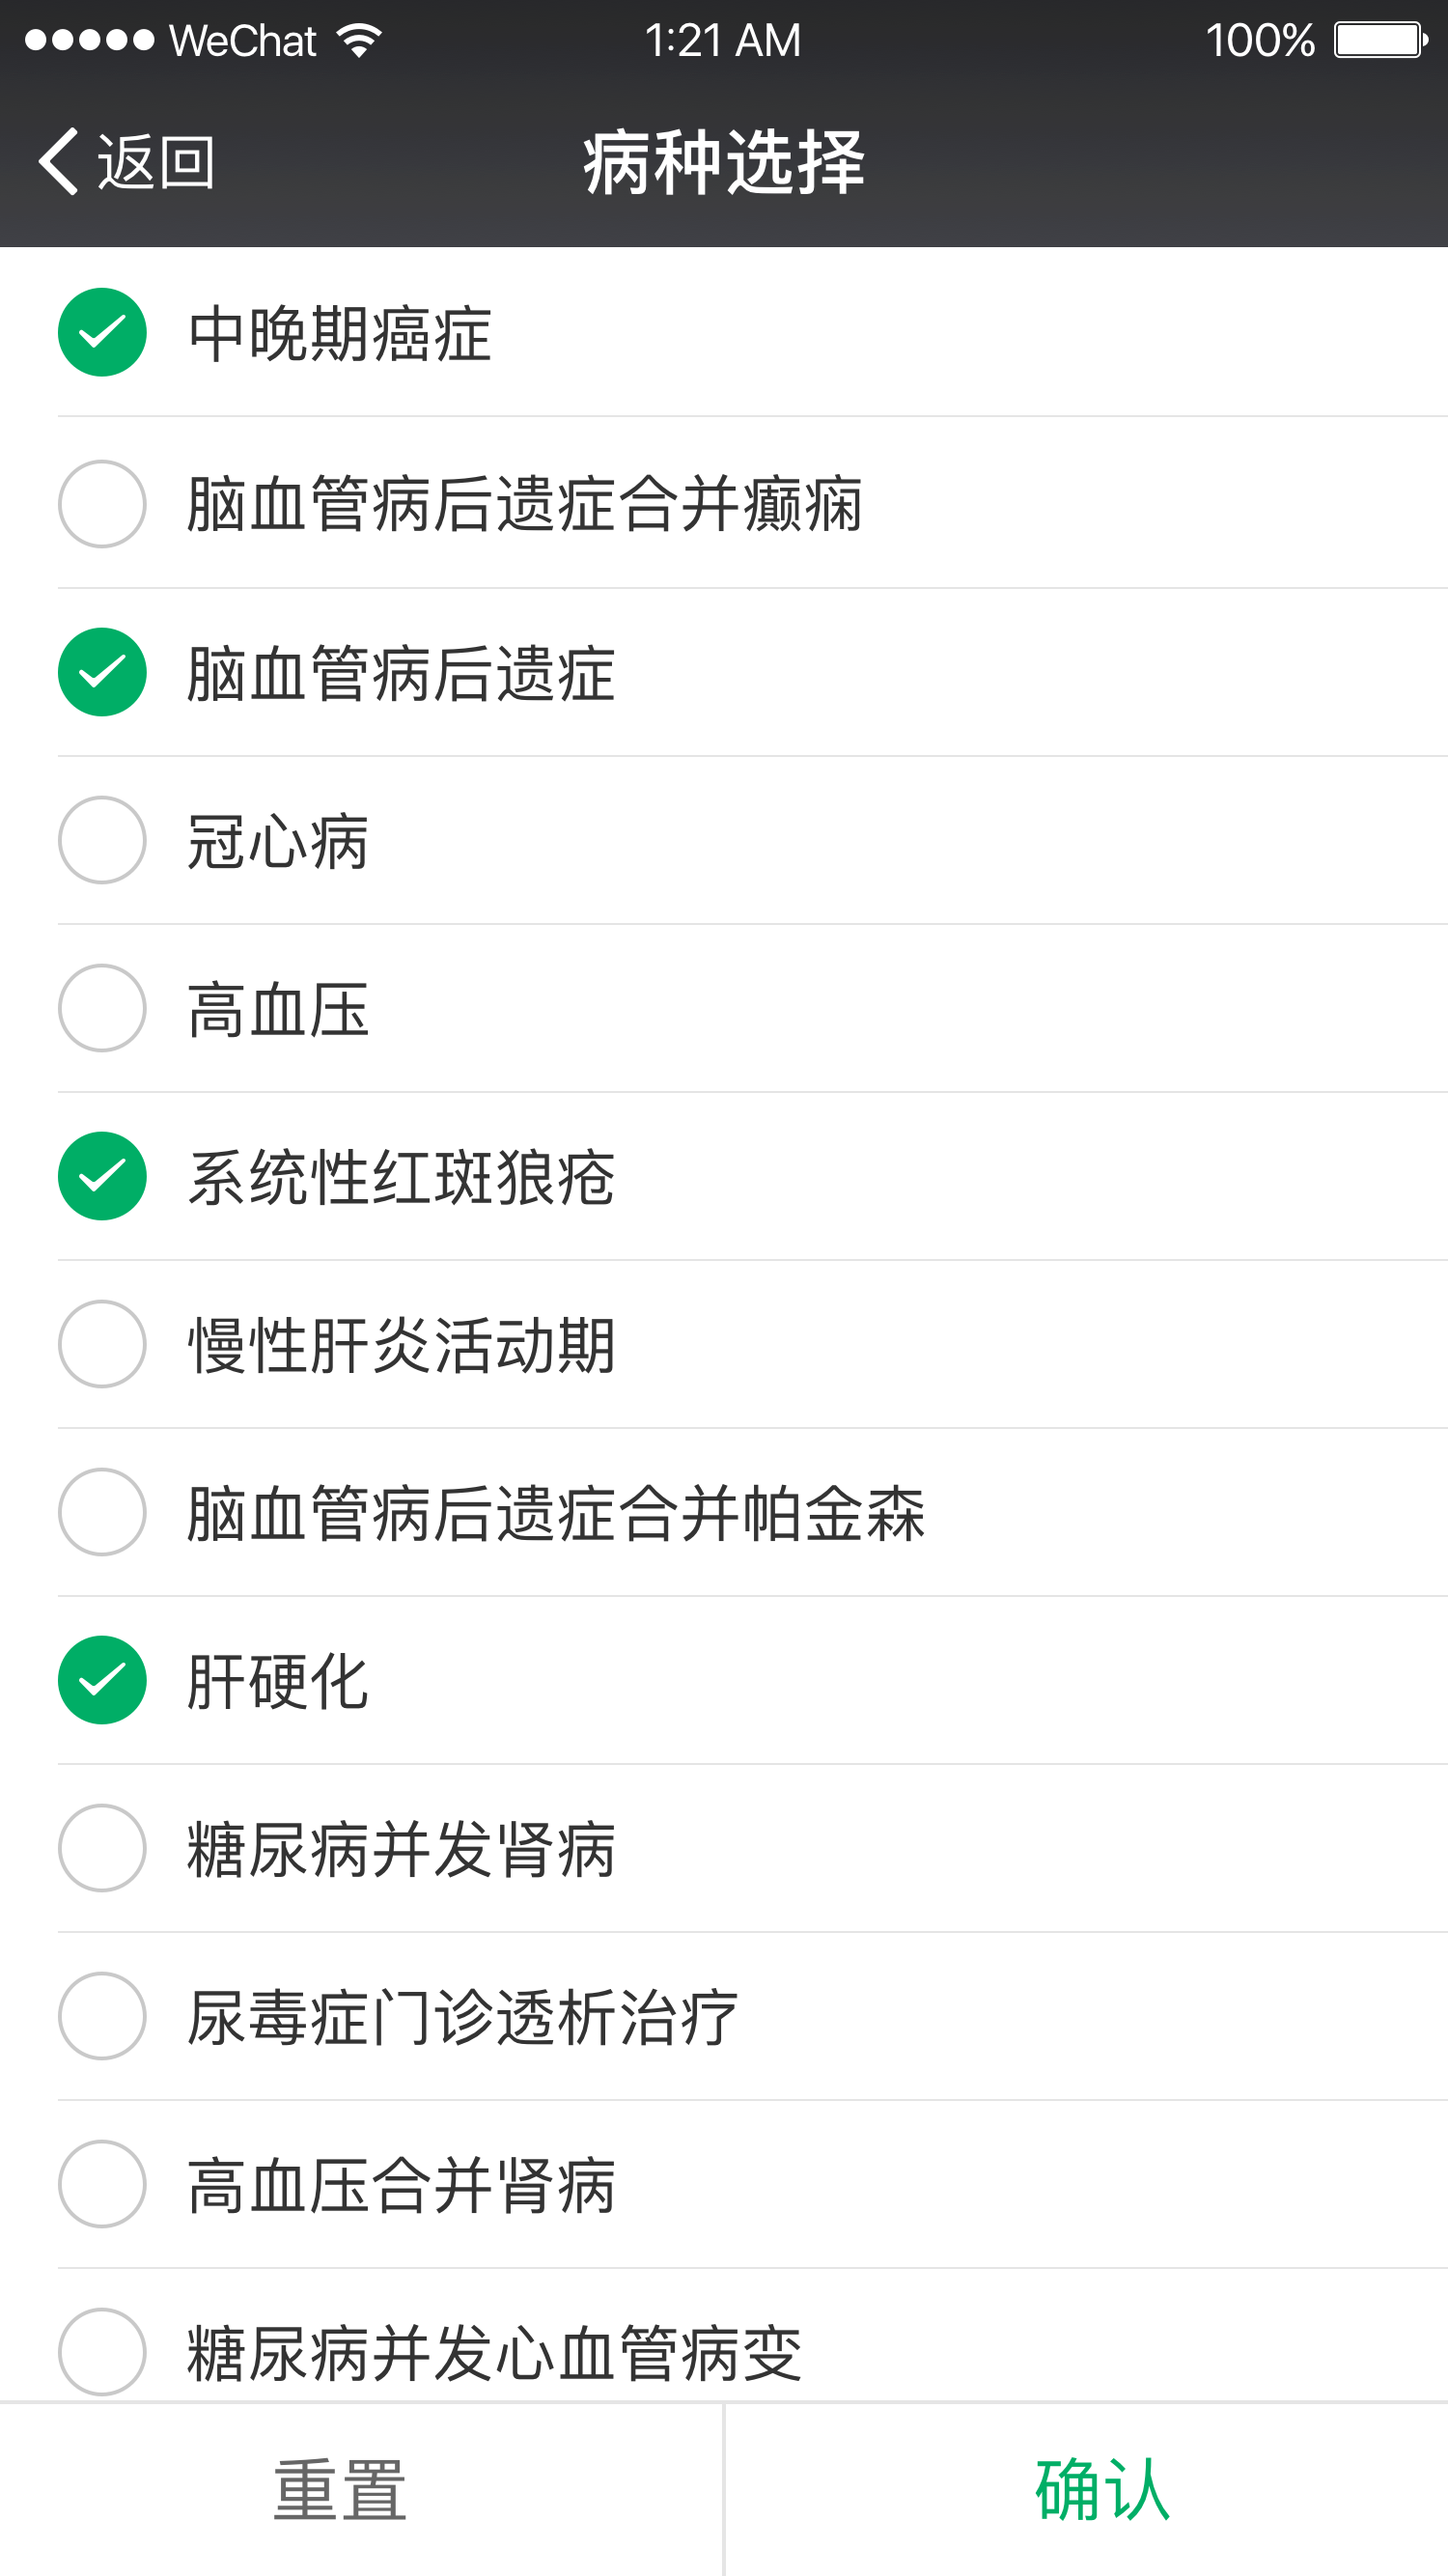 WeChat 1:21 AM 100%
返回 病种选择
中晚期癌症
脑血管病后遗症合并癫痫
脑血管病后遗症
冠心病
高血压
系统性红斑狼疮
慢性肝炎活动期
脑血管病后遗症合并帕金森
肝硬化
糖尿病并发肾病
尿毒症门诊透析治疗
高血压合并肾病
糖尿病并发心血管病变
重置 确认